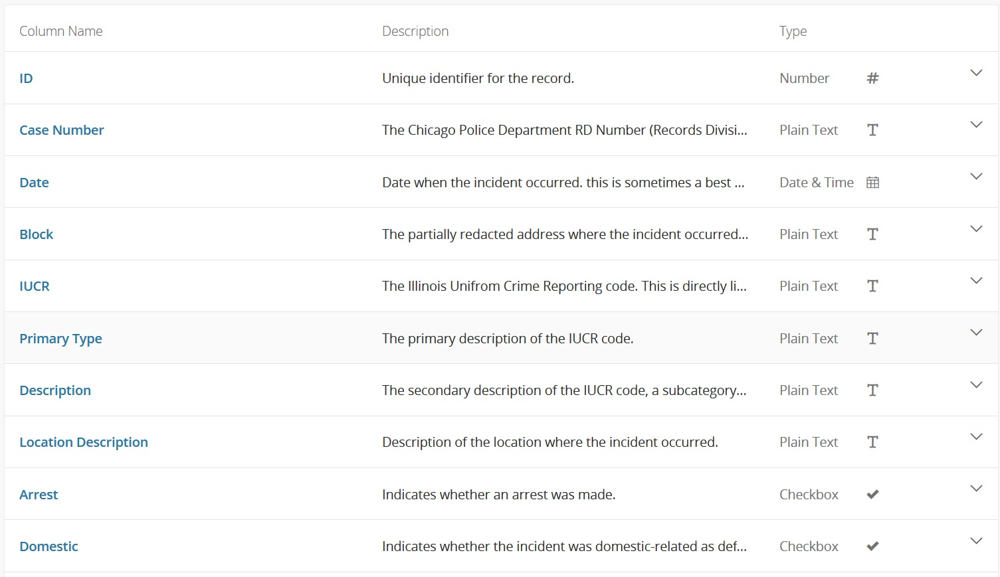 Column Name Description Type
ID Unique identifier for the record. Number #
Case Number The Chicago Police Department RD Number (Records Divisi... Plain Text
Date Date when the incident occurred. this is sometimes a best ... Date & Time
Block The partially redacted address where the incident occurred... Plain Text
IUCR The Illinois Unifrom Crime Reporting code. This is directly li... Plain Text
Primary Type The primary description of the IUCR code. Plain Text
Description The secondary description of the IUCR code, a subcategory... Plain Text
Location Description Description of the location where the incident occurred. Plain Text
Arrest Indicates whether an arrest was made. Checkbox
Domestic Indicates whether the incident was domestic-related as def... Checkbox